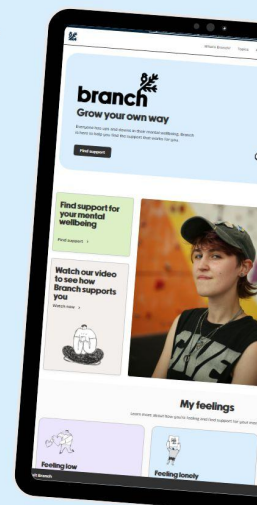 branch
Grow your own way
Everyone has ups and downs in their mental wellbeing. Branch
is here to help you find the support that works for you.
Find support
Find support for
your mental
wellbeing
Find support
Watch our video
to see how
Branch supports
you
Watch now
My feelings
Learn more about how you're feeling and get support for your
Feeling low
Feeling lonely